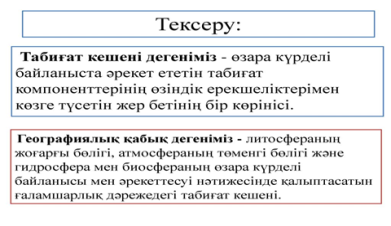 Тексеру:
Табиғат кешені дегеніміз - өзара күрделі
байланыста әрекет ететін табиғат
компоненттерінің өзіндік ерекшеліктерімен
көзге түсетін жер бетінің бір көрінісі.
Географиялық қабық дегеніміз - литосфераның
жоғарғы бөлігі, атмосфераның төменгі бөлігі және
гидросфера мен биосфераның өзара күрделі
байланысы мен әрекеттесуі нәтижесінде қалыптасатын
ғаламшарлық дәрежедегі табиғат кешені.